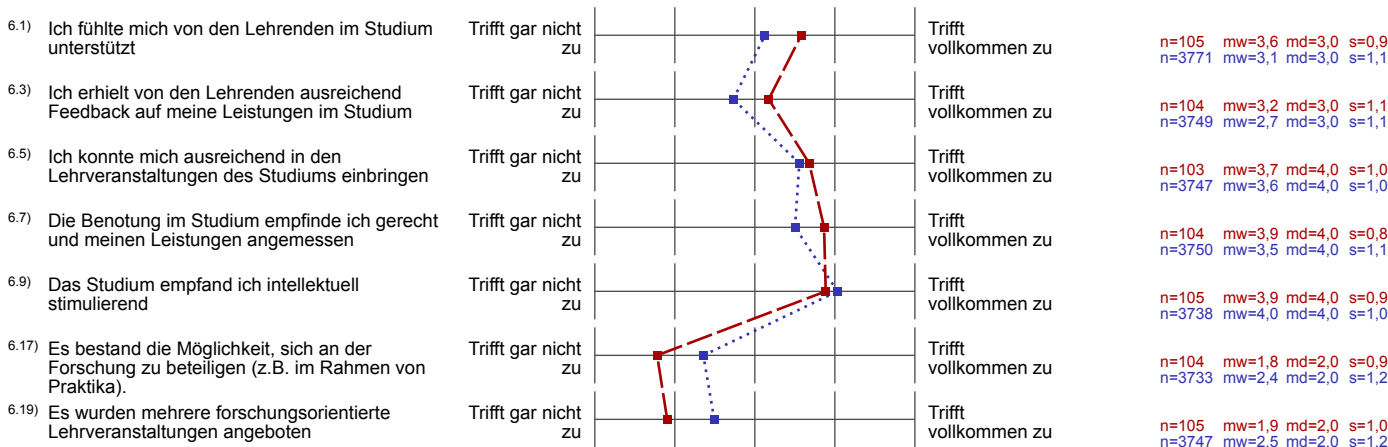 6.1) Ich fühlte mich von den Lehrenden im Studium
unterstützt
Trifft gar nicht
zu
Trifft
vollkommen zu
n=105 mw=3,6 md=3,0 s=0,9
n=3771 mw=3,1 md=3,0 s=1,1
6.3) Ich erhielt von den Lehrenden ausreichend
Feedback auf meine Leistungen im Studium
Trifft gar nicht
zu
Trifft
vollkommen zu
n=104 mw=3,2 md=3,0 s=1,1
n=3749 mw=2,7 md=3,0 s=1,1
6.5) Ich konnte mich ausreichend in den
Lehrveranstaltungen des Studiums einbringen
Trifft gar nicht
zu
Trifft
vollkommen zu
n=103 mw=3,7 md=4,0 s=1,0
n=3747 mw=3,6 md=4,0 s=1,0
6.7) Die Benotung im Studium empfinde ich gerecht
und meinen Leistungen angemessen
Trifft gar nicht
zu
Trifft
vollkommen zu
n=104 mw=3,9 md=4,0 s=0,8
n=3750 mw=3,5 md=4,0 s=1,1
6.9) Das Studium empfand ich intellektuell
stimulierend
Trifft gar nicht
zu
Trifft
vollkommen zu
n=105 mw=3,9 md=4,0 s=0,9
n=3738 mw=4,0 md=4,0 s=1,0
6.17) Es bestand die Möglichkeit, sich an der
Forschung zu beteiligen (z.B. im Rahmen von
Praktika).
Trifft gar nicht
zu
Trifft
vollkommen zu
n=104 mw=1,8 md=2,0 s=0,9
n=3733 mw=2,4 md=2,0 s=1,2
6.19) Es wurden mehrere forschungsorientierte
Lehrveranstaltungen angeboten
Trifft gar nicht
zu
Trifft
vollkommen zu
n=105 mw=1,9 md=2,0 s=1,0
n=3747 mw=2,5 md=2,0 s=1,2